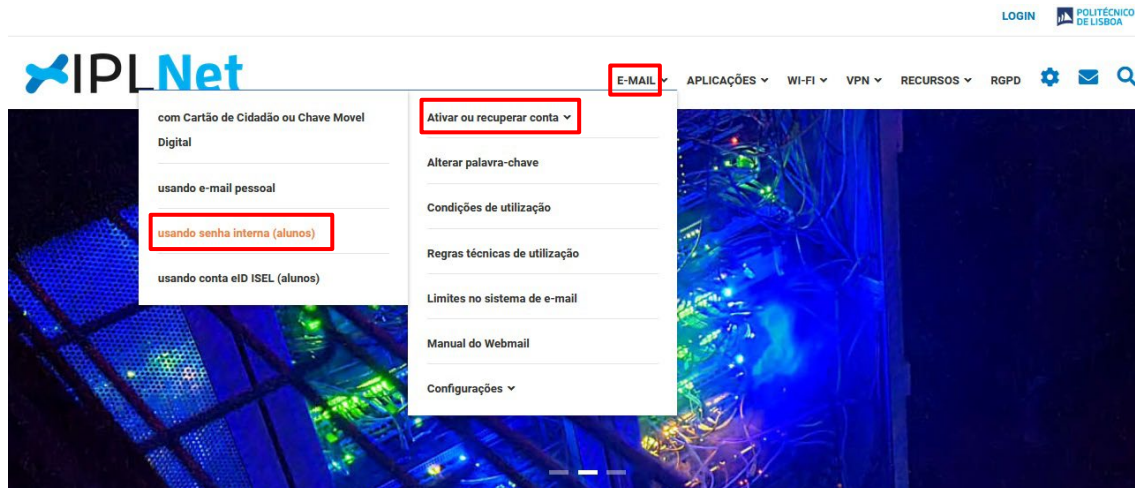 LOGIN
POLITÉCNICO
DE LISBOA
IPLNet
E-MAIL
APLICAÇÕES
WI-FI
VPN
RECURSOS
RGPD
com Cartão de Cidadão ou Chave Movel
Digital
usando e-mail pessoal
usando senha interna (alunos)
usando conta eID ISEL (alunos)
Ativar ou recuperar conta
Alterar palavra-chave
Condições de utilização
Regras técnicas de utilização
Limites no sistema de e-mail
Manual do Webmail
Configurações